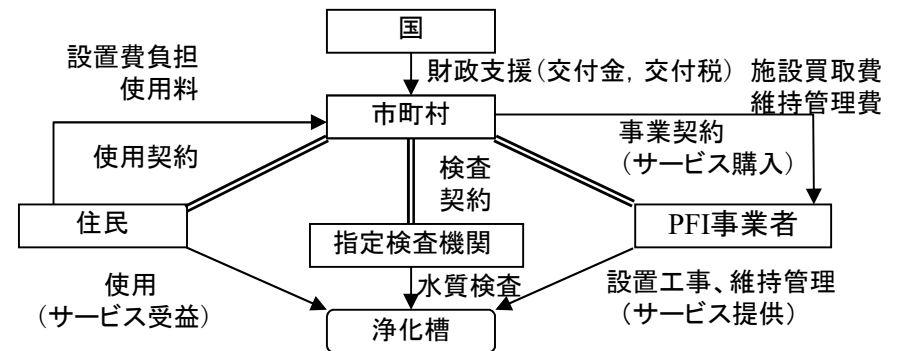 国
設置費負担
使用料
財政支援（交付金，交付税）
施設買取費
維持管理費
市町村
使用契約
検査
契約
事業契約
（サービス購入）
住民
指定検査機関
PFI事業者
使用
（サービス受益）
水質検査
設置工事、維持管理
（サービス提供）
浄化槽